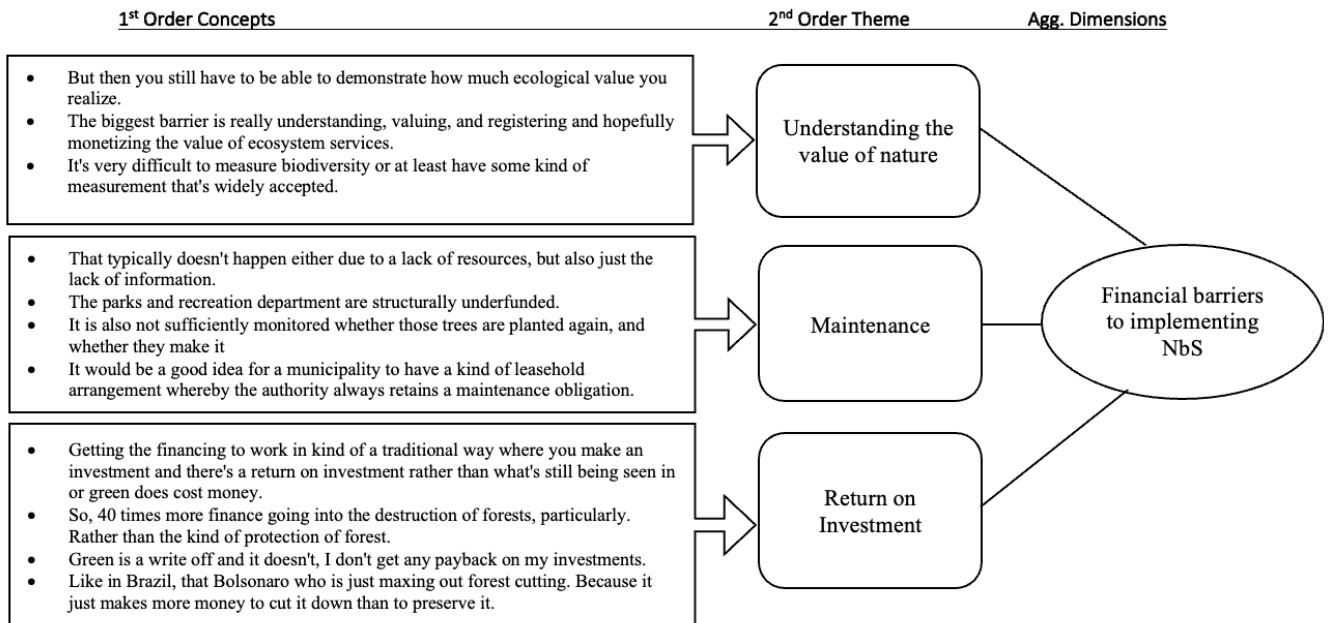 1st Order Concepts 2nd Order Theme Agg. Dimensions
• But then you still have to be able to demonstrate how much ecological value you
realize.
• The biggest barrier is really understanding, valuing, and registering and hopefully
monetizing the value of ecosystem services.
• It's very difficult to measure biodiversity or at least have some kind of
measurement that's widely accepted.
Understanding the
value of nature
• That typically doesn't happen either due to a lack of resources, but also just the
lack of information.
• The parks and recreation department are structurally underfunded.
• It is also not sufficiently monitored whether those trees are planted again, and
whether they make it
• It would be a good idea for a municipality to have a kind of leasehold
arrangement whereby the authority always retains a maintenance obligation.
Maintenance
Financial barriers
to implementing
NbS
• Getting the financing to work in kind of a traditional way where you make an
investment and there's a return on investment rather than what's still being seen in
or green does cost money.
• So, 40 times more finance going into the destruction of forests, particularly.
Rather than the kind of protection of forest.
• Green is a write off and it doesn't, I don't get any payback on my investments.
• Like in Brazil, that Bolsonaro who is just maxing out forest cutting. Because it
just makes more money to cut it down than to preserve it.
Return on
Investment